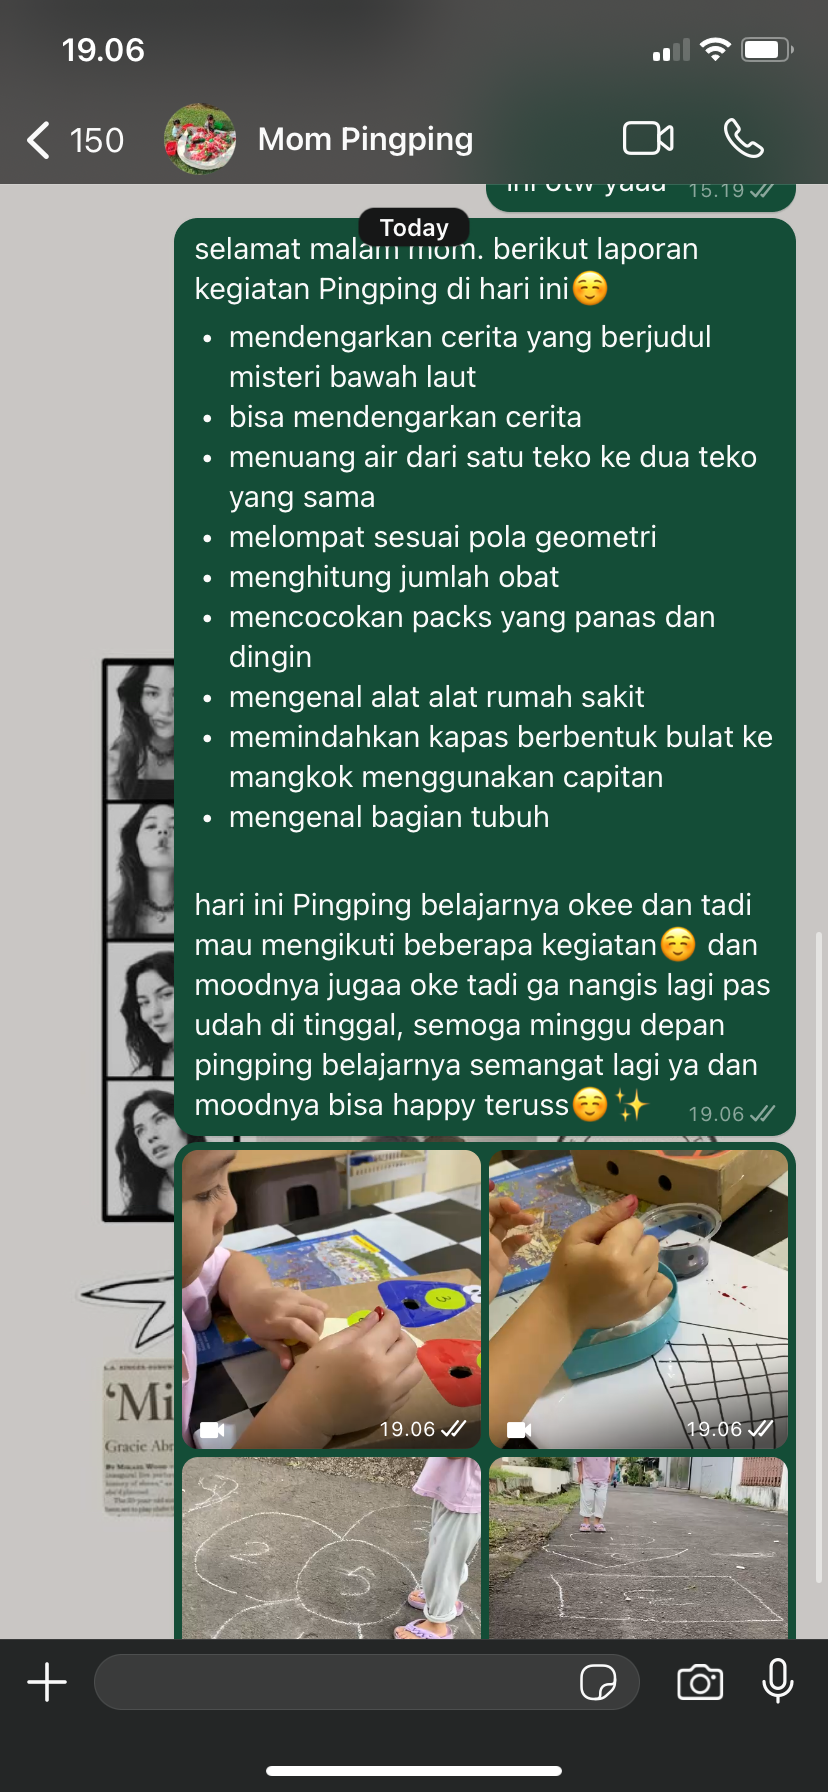 19.06
150
Mom Pingping
ini otw yaaa 15.19
Today
selamat malam mom. berikut laporan
kegiatan Pingping di hari ini☺️
• mendengarkan cerita yang berjudul
misteri bawah laut
• bisa mendengarkan cerita
• menuang air dari satu teko ke dua teko
yang sama
• melompat sesuai pola geometri
• menghitung jumlah obat
• mencocokan packs yang panas dan
dingin
• mengenal alat alat rumah sakit
• memindahkan kapas berbentuk bulat ke
mangkok menggunakan capitan
• mengenal bagian tubuh
hari ini Pingping belajarnya okee dan tadi
mau mengikuti beberapa kegiatan☺️ dan
moodnya jugaa oke tadi ga nangis lagi pas
udah di tinggal, semoga minggu depan
pingping belajarnya semangat lagi ya dan
moodnya bisa happy teruss☺️✨ 19.06
3
19.06
19.06
'Mi
Gracie Abr